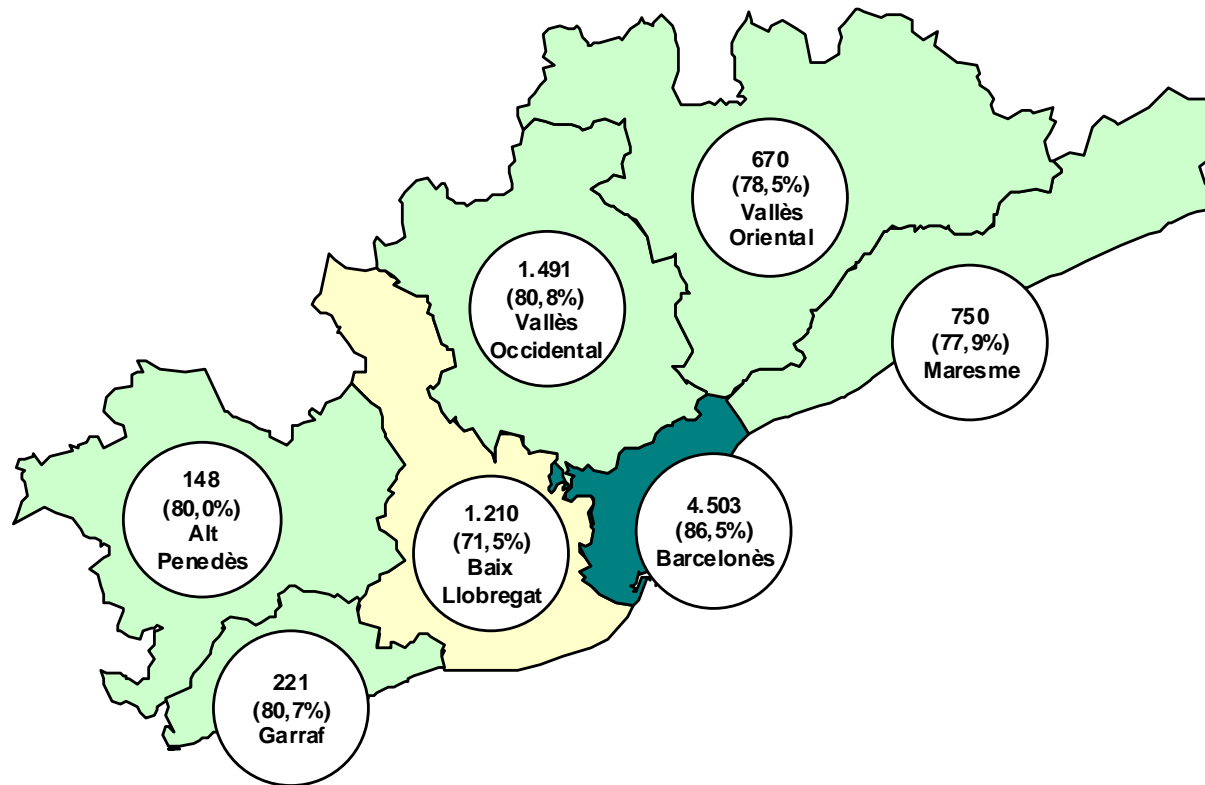 670
(78,5%)
Vallès
Oriental
1.491
(80,8%)
Vallès
Occidental
750
(77,9%)
Maresme
148
(80,0%)
Alt
Penedès
1.210
(71,5%)
Baix
Llobregat
4.503
(86,5%)
Barcelonès
221
(80,7%)
Garraf